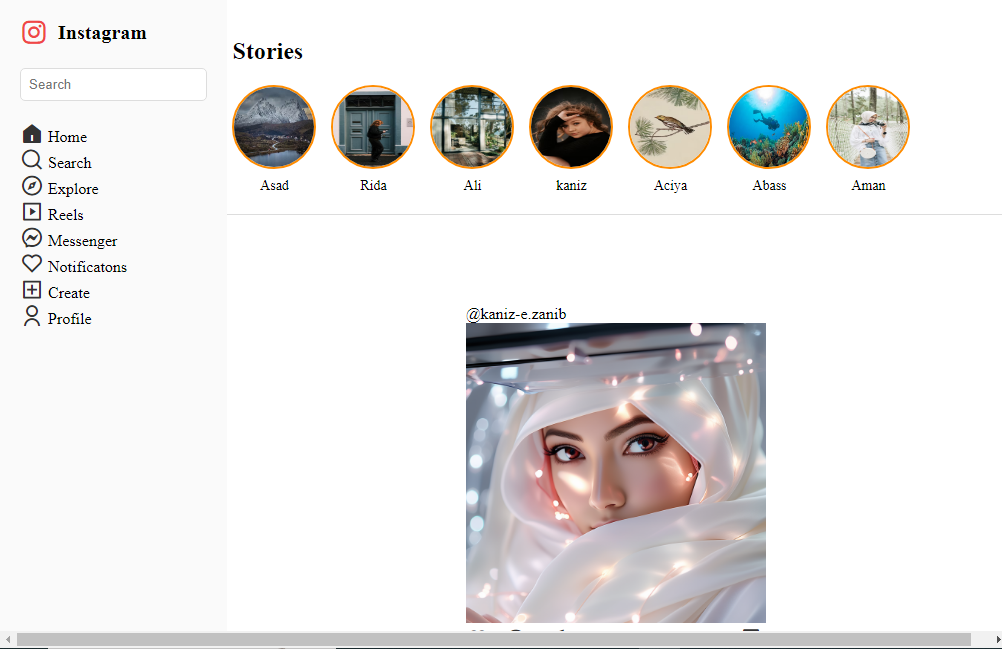 Instagram
Search
Home
Search
Explore
Reels
Messenger
Notificatons
Create
Profile
Stories
Asad
Rida
Ali
kaniz
Aciya
Abass
Aman
@kaniz-e.zanib